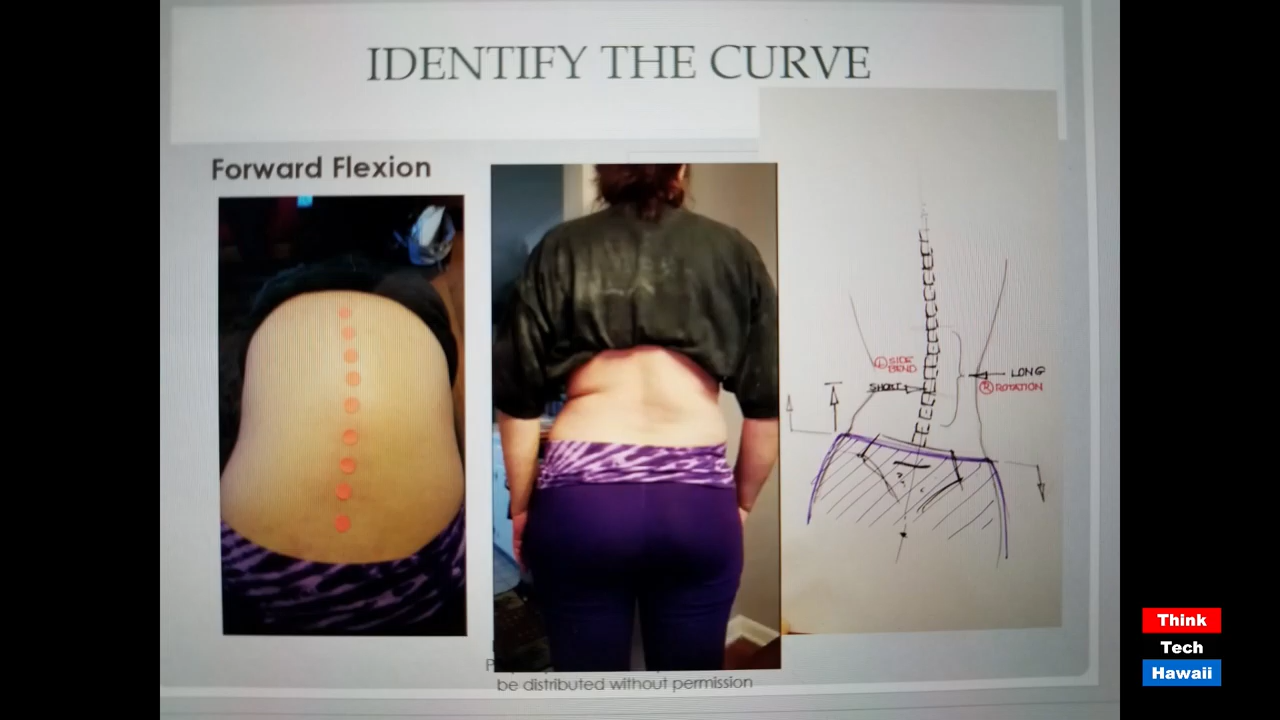 IDENTIFY THE CURVE
Forward Flexion
L SIDE
BEND
SHORT
LONG
R ROTATION
be distributed without permission
Think
Tech
Hawaii